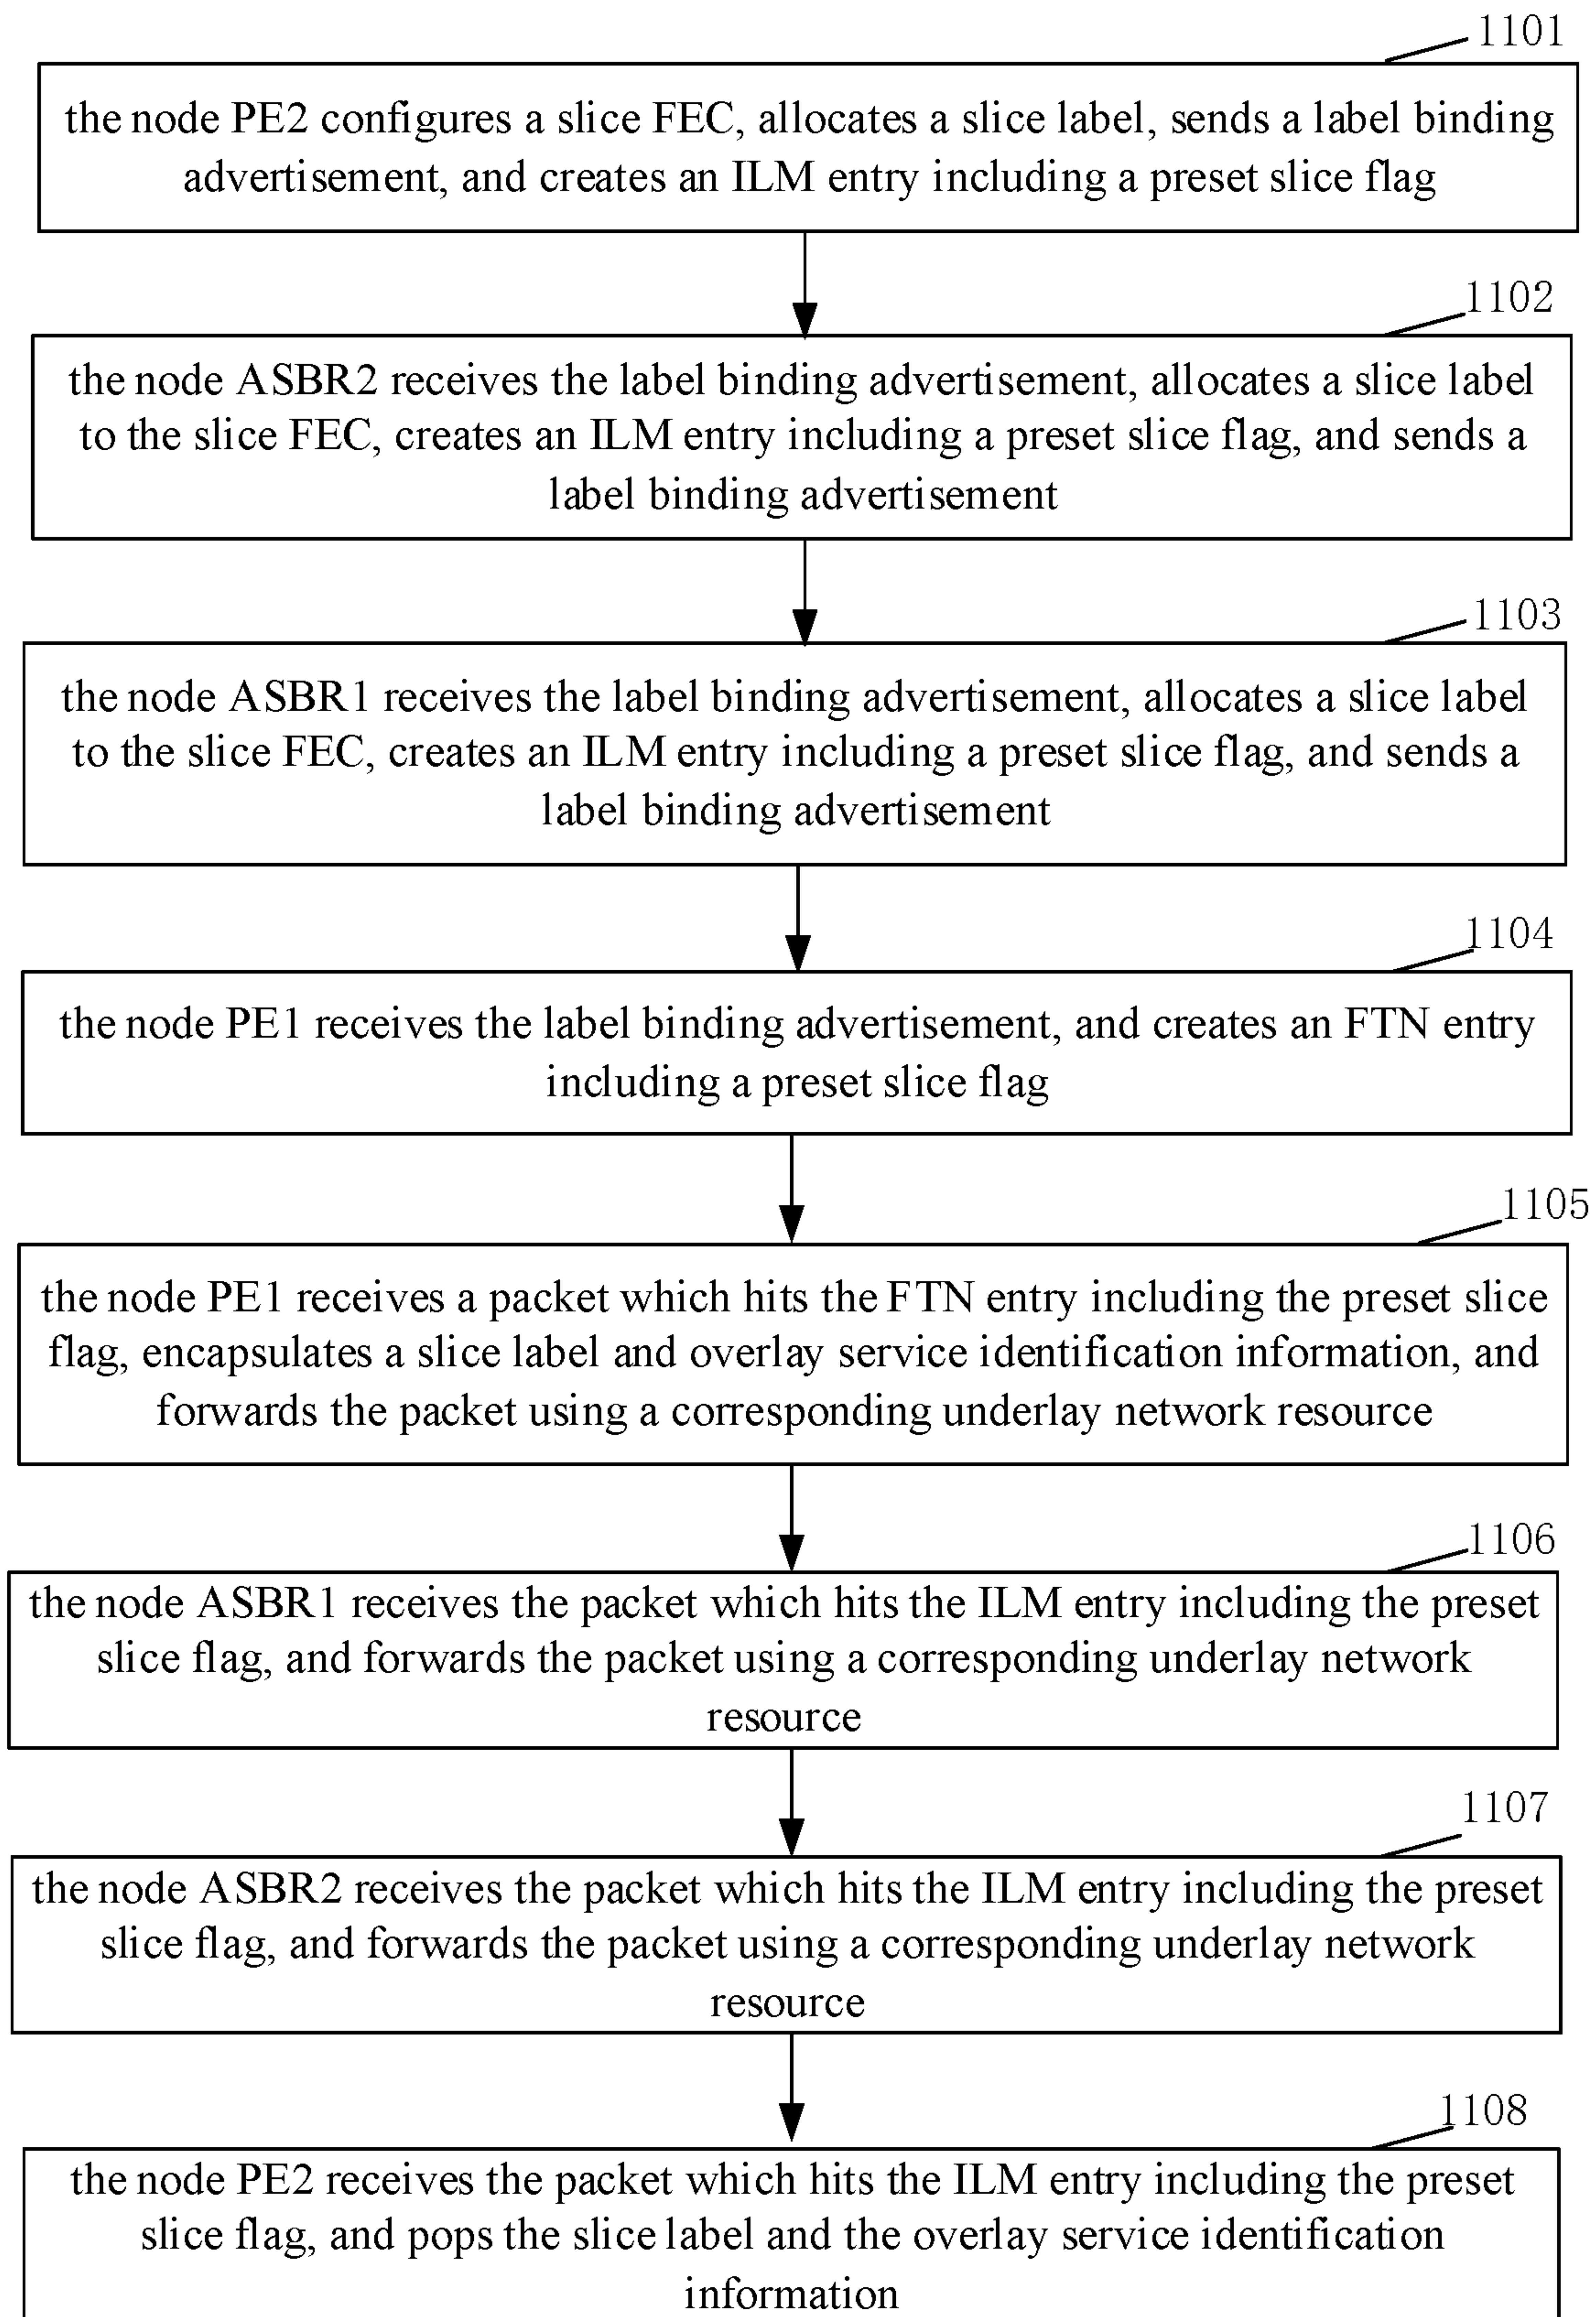 1101
the node PE2 configures a slice FEC, allocates a slice label, sends a label binding
advertisement, and creates an ILM entry including a preset slice flag
1102
the node ASBR2 receives the label binding advertisement, allocates a slice label
to the slice FEC, creates an ILM entry including a preset slice flag, and sends a
label binding advertisement
1103
the node ASBR1 receives the label binding advertisement, allocates a slice label
to the slice FEC, creates an ILM entry including a preset slice flag, and sends a
label binding advertisement
1104
the node PE1 receives the label binding advertisement, and creates an FTN entry
including a preset slice flag
1105
the node PE1 receives a packet which hits the FTN entry including the preset slice
flag, encapsulates a slice label and overlay service identification information, and
forwards the packet using a corresponding underlay network resource
1106
the node ASBR1 receives the packet which hits the ILM entry including the preset
slice flag, and forwards the packet using a corresponding underlay network
resource
1107
the node ASBR2 receives the packet which hits the ILM entry including the preset
slice flag, and forwards the packet using a corresponding underlay network
resource
1108
the node PE2 receives the packet which hits the ILM entry including the preset
slice flag, and pops the slice label and the overlay service identification
information